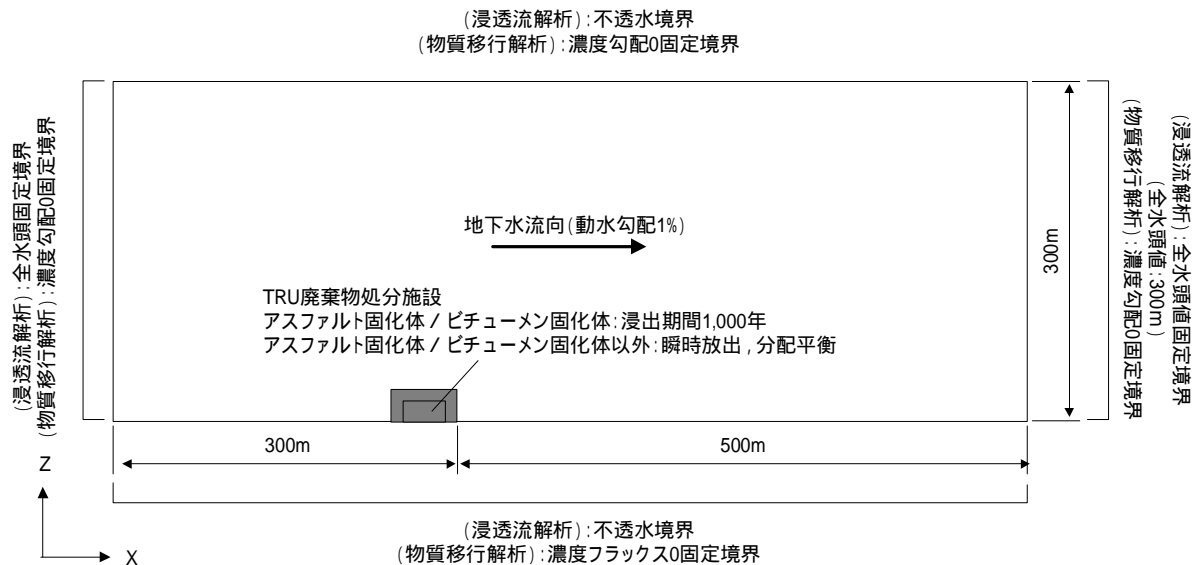 (浸透流解析):不透水境界
(物質移行解析):濃度勾配0固定境界
(浸透流解析):全水頭固定境界
(物質移行解析):濃度勾配0固定境界
地下水流向(動水勾配1%)
TRU廃棄物処分施設
アスファルト固化体/ビチューメン固化体:浸出期間1,000年
アスファルト固化体/ビチューメン固化体以外:瞬時放出,分配平衡
300m
(浸透流解析):全水頭値固定境界
(全水頭値:300m)
(物質移行解析):濃度勾配0固定境界
300m
500m
Z
X
(浸透流解析):不透水境界
(物質移行解析):濃度フラックス0固定境界